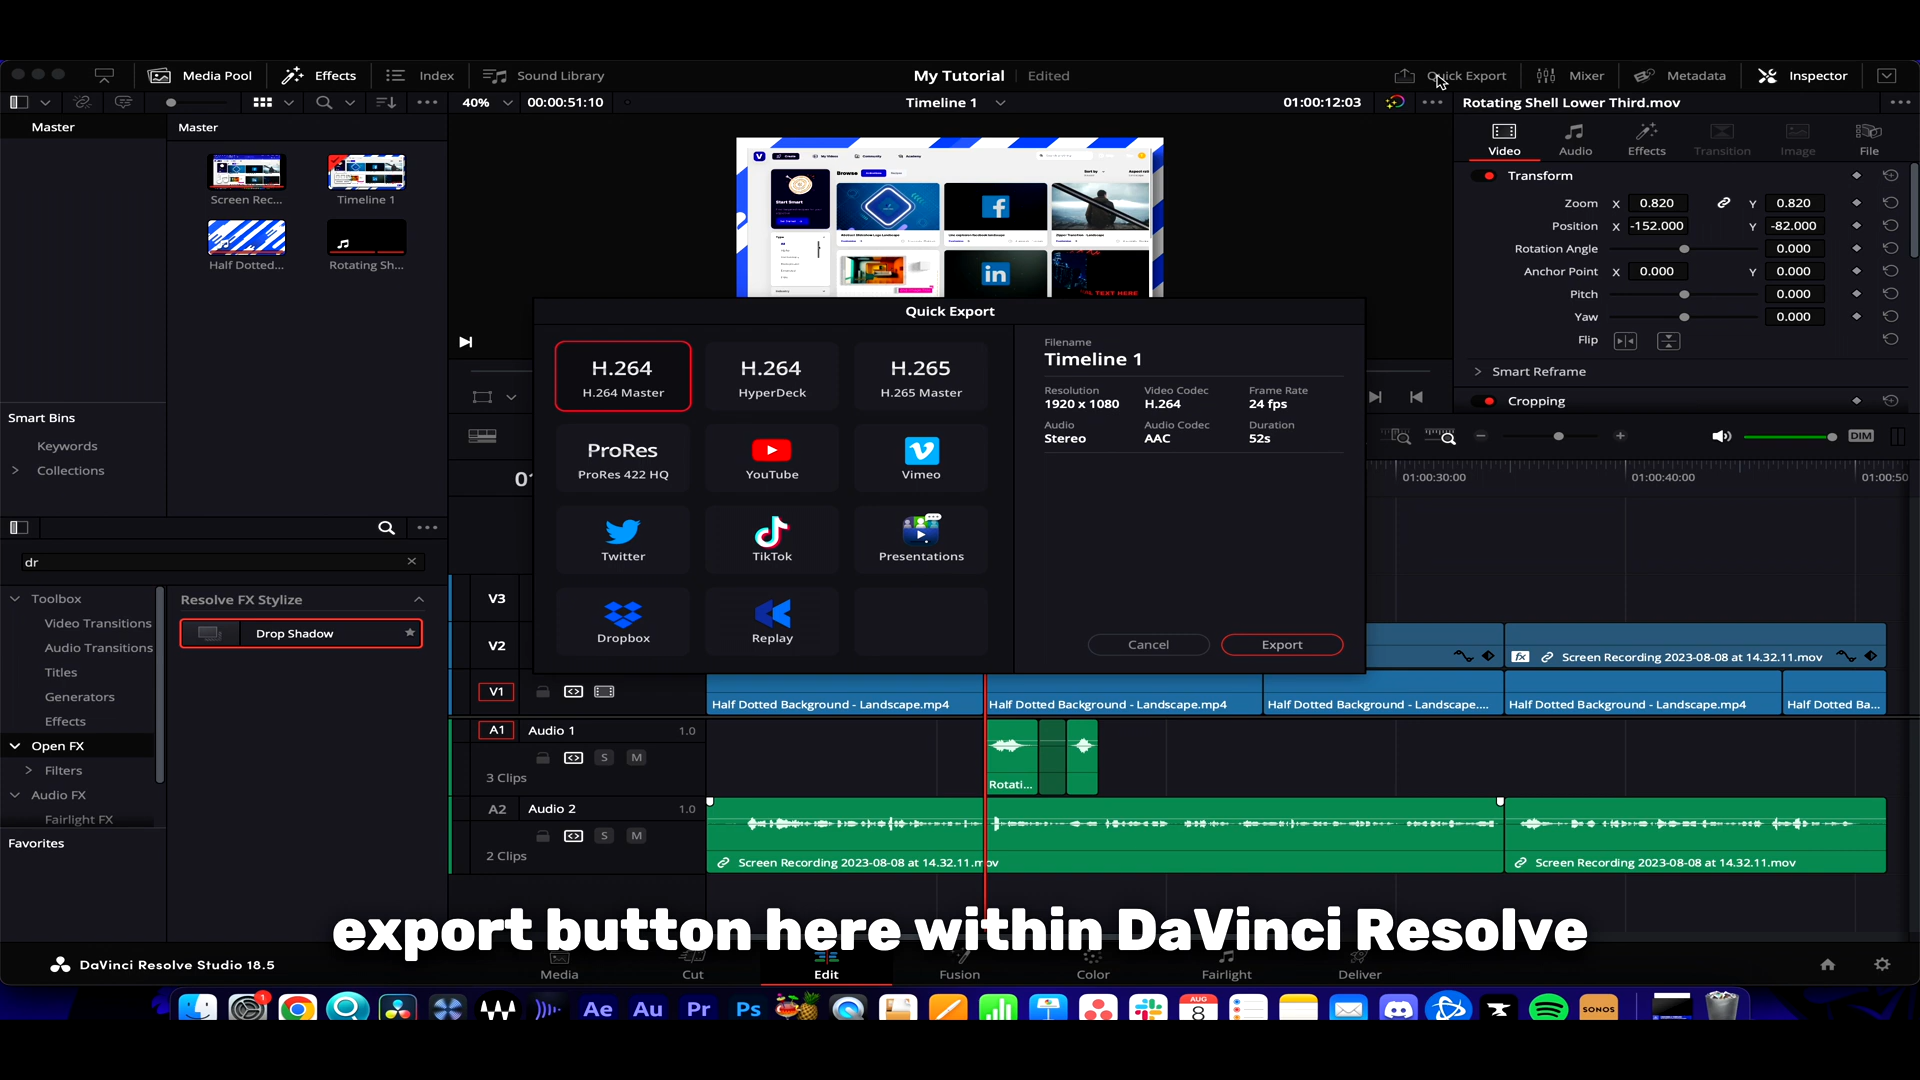 Media Pool
Effects
Index
Sound Library
My Tutorial
Edited
Quick Export
Mixer
Metadata
Inspector
40%
00:00:51:10
Timeline 1
01:00:12:03
Rotating Shell Lower Third.mov
Master
Master
Screen Rec...
Timeline 1
Half Dotted...
Rotating Sh...
Video
Audio
Effects
Transition
Image
File
Transform
Zoom X 0.820 Y 0.820
Position X -152.000 Y -82.000
Rotation Angle 0.000
Anchor Point X 0.000 Y 0.000
Pitch 0.000
Yaw 0.000
Flip
Smart Reframe
Cropping
Browse
Start Smart
Quick Export
H.264
H.264 Master
H.264
HyperDeck
H.265
H.265 Master
ProRes
ProRes 422 HQ
YouTube
Vimeo
Twitter
TikTok
Presentations
Dropbox
Replay
Filename
Timeline 1
Resolution
1920 x 1080
Video Codec
H.264
Frame Rate
24 fps
Audio
Stereo
Audio Codec
AAC
Duration
52s
Cancel
Export
Smart Bins
Keywords
Collections
dr
Toolbox
Video Transitions
Audio Transitions
Titles
Generators
Effects
Open FX
Filters
Audio FX
Fairlight FX
Favorites
Resolve FX Stylize
Drop Shadow
DIM
01:00:30:00
01:00:40:00
01:00:50
V3
V2
Screen Recording 2023-08-08 at 14.32.11.mov
V1
Half Dotted Background - Landscape.mp4
Half Dotted Background - Landscape.mp4
Half Dotted Background - Landscape....
Half Dotted Background - Landscape.mp4
Half Dotted Ba...
A1 Audio 1 1.0
S M
3 Clips
Rotati...
A2 Audio 2 1.0
S M
2 Clips
Screen Recording 2023-08-08 at 14.32.11.mov
Screen Recording 2023-08-08 at 14.32.11.mov
export button here within DaVinci Resolve
DaVinci Resolve Studio 18.5
Media
Cut
Edit
Fusion
Color
Fairlight
Deliver
1
Ae
Au
Pr
Ps
AUG
8
SONOS